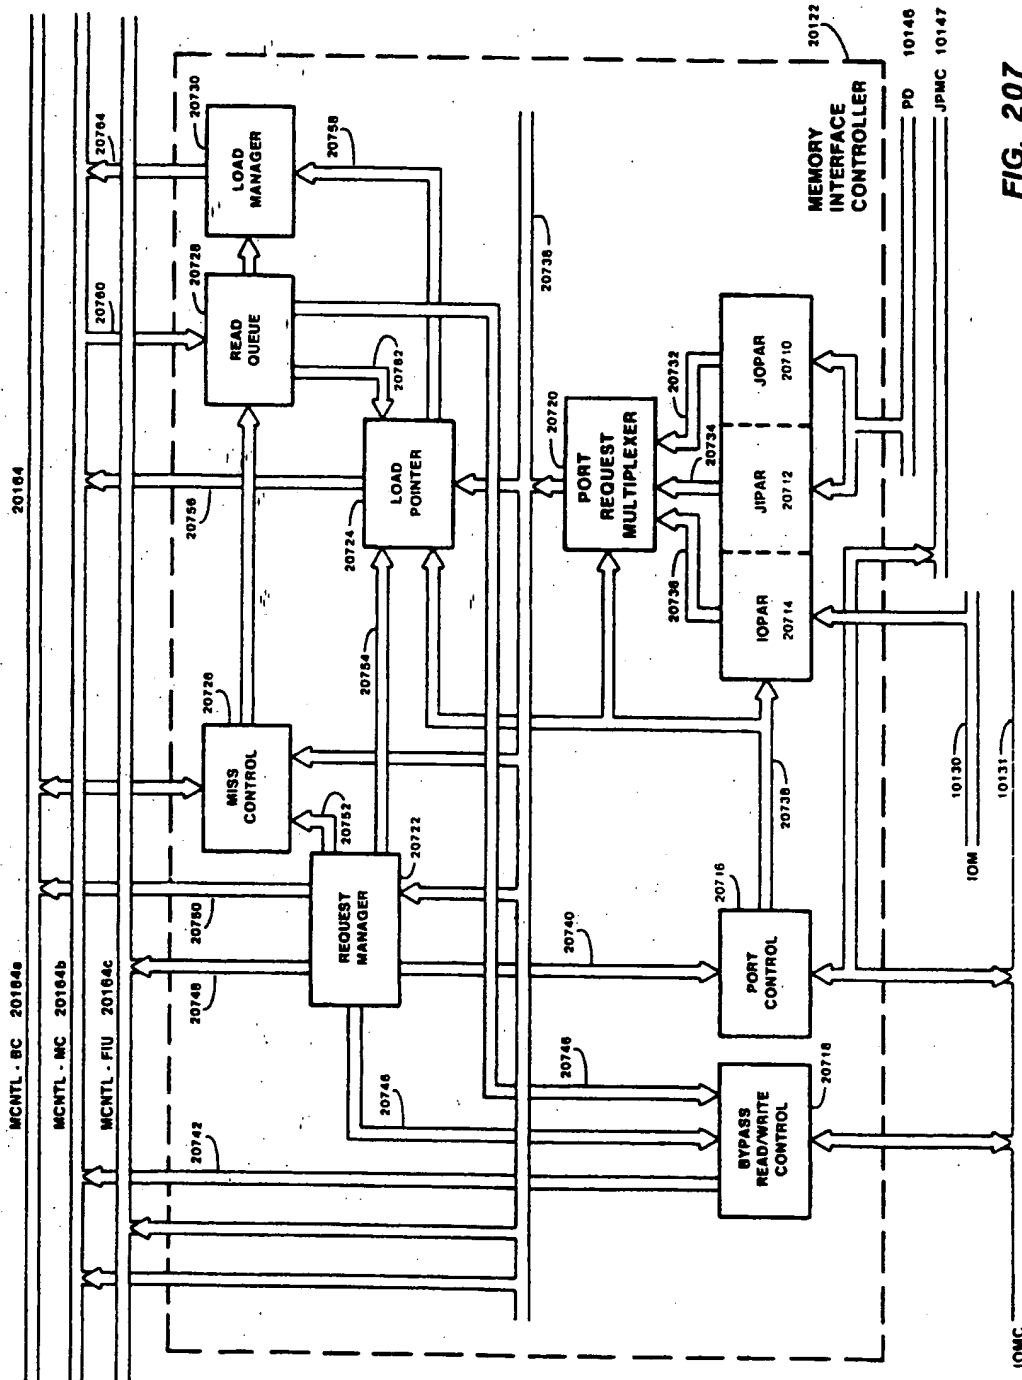 20164
MCNTL - BC 20164a
MCNTL - MC 20164b
MCNTL - FIU 20164c
20742
20748
20750
20756
20760
20764
MISS CONTROL
20726
READ QUEUE
20728
LOAD MANAGER
20730
20758
20762
REQUEST MANAGER
20722
20752
20754
LOAD POINTER
20724
20738
20746
20746
20740
PORT REQUEST MULTIPLEXER
20720
20732
20734
20736
BYPASS READ/WRITE CONTROL
20718
PORT CONTROL
20716
20738
IOPAR
20714
JIPAR
20712
JOPAR
20710
MEMORY INTERFACE CONTROLLER
20122
PD 10146
JPMC 10147
IOM
10130
10131
IOMC
FIG. 207